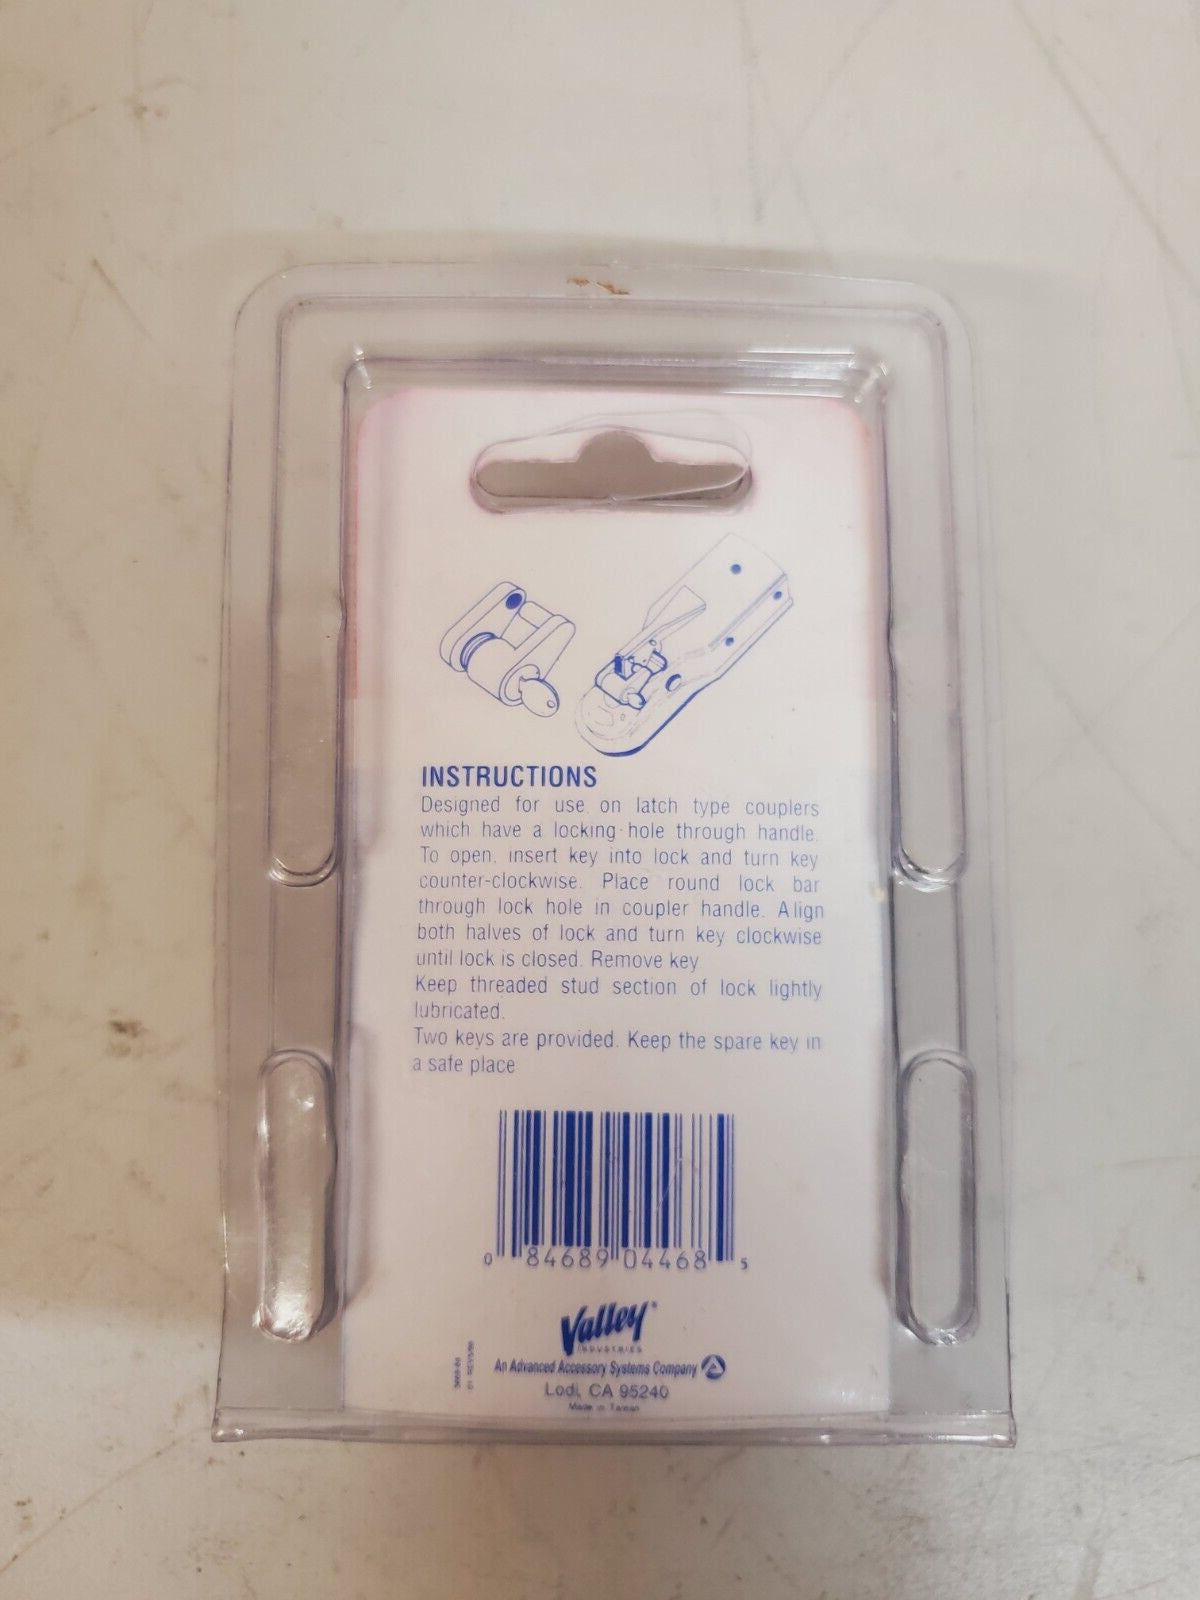 INSTRUCTIONS
Designed for use on latch type couplers
which have a locking hole through handle.
To open, insert key into lock and turn key
counter-clockwise. Place round lock bar
through lock hole in coupler handle. Align
both halves of lock and turn key clockwise
until lock is closed. Remove key
Keep threaded stud section of lock lightly
lubricated.
Two keys are provided. Keep the spare key in
a safe place
0 84689 04468 5
Valley®
INDUSTRIES
An Advanced Accessory Systems Company
Lodi, CA 95240
Made in Taiwan